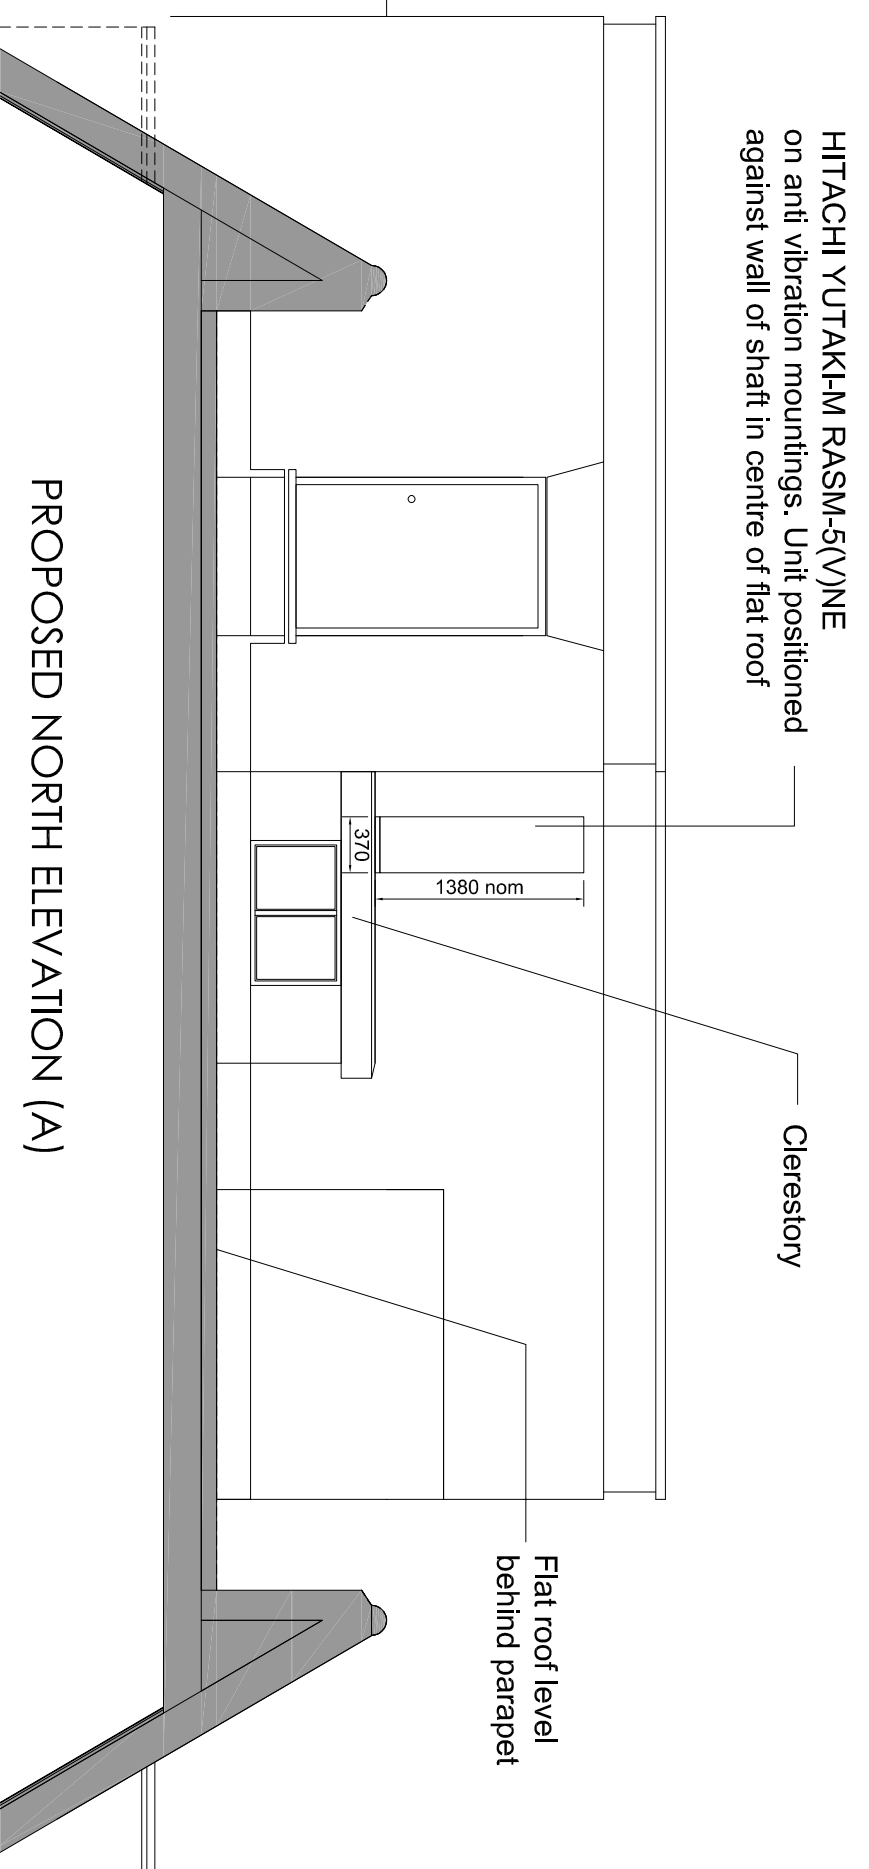 HITACHI YUTAKI-M RASM-5(V)NE
on anti vibration mountings. Unit positioned
against wall of shaft in centre of flat roof
Clerestory
1380 nom
370
Flat roof level
behind parapet
PROPOSED NORTH ELEVATION (A)